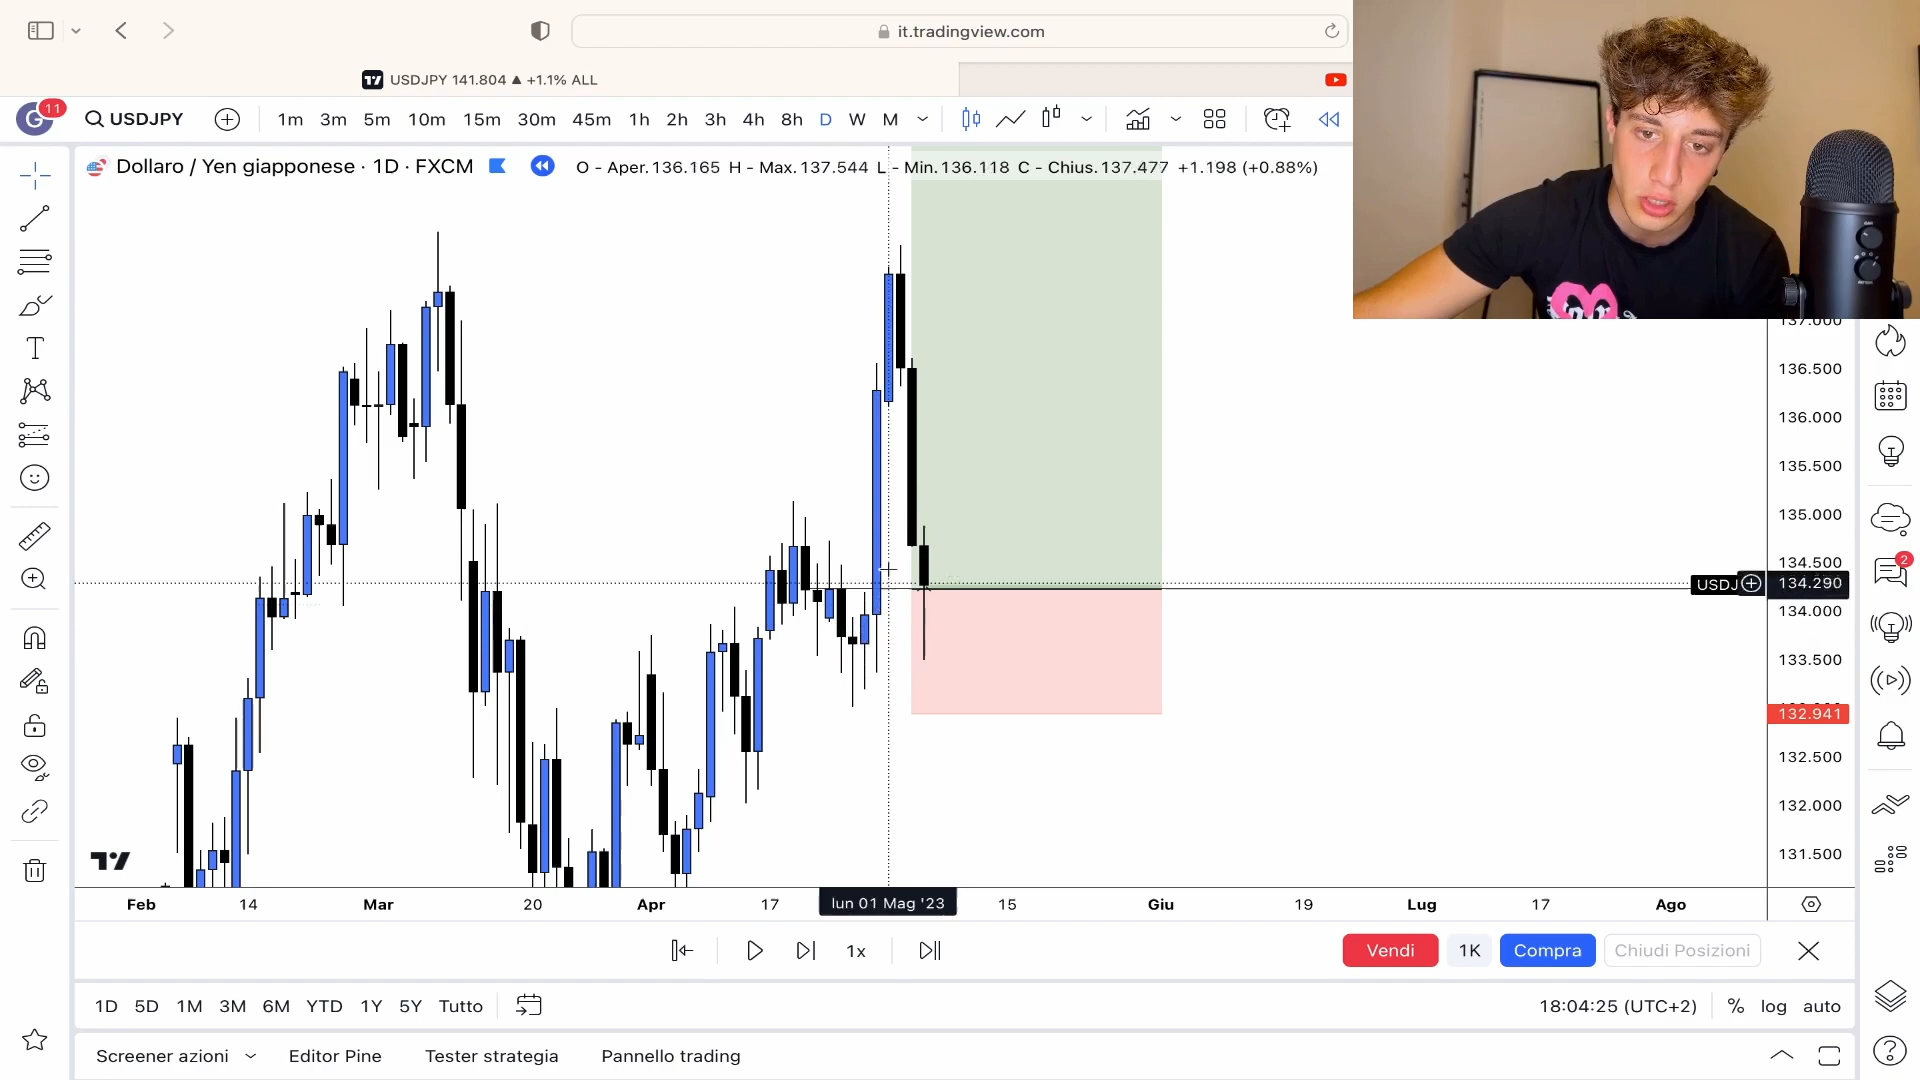 it.tradingview.com
USDJPY 141.804 ▲ +1.1% ALL
G 11
USDJPY 1m 3m 5m 10m 15m 30m 45m 1h 2h 3h 4h 8h D W M
Dollaro / Yen giapponese · 1D · FXCM O - Aper.136.165 H - Max.137.544 L - Min.136.118 C - Chius.137.477 +1.198 (+0.88%)
137.000
136.500
136.000
135.500
135.000
134.500
USDJ 134.290
134.000
133.500
132.941
132.500
132.000
131.500
2
Feb 14 Mar 20 Apr 17 lun 01 Mag '23 15 Giu 19 Lug 17 Ago
1x Vendi 1K Compra Chiudi Posizioni
1D 5D 1M 3M 6M YTD 1Y 5Y Tutto 18:04:25 (UTC+2) % log auto
Screener azioni Editor Pine Tester strategia Pannello trading